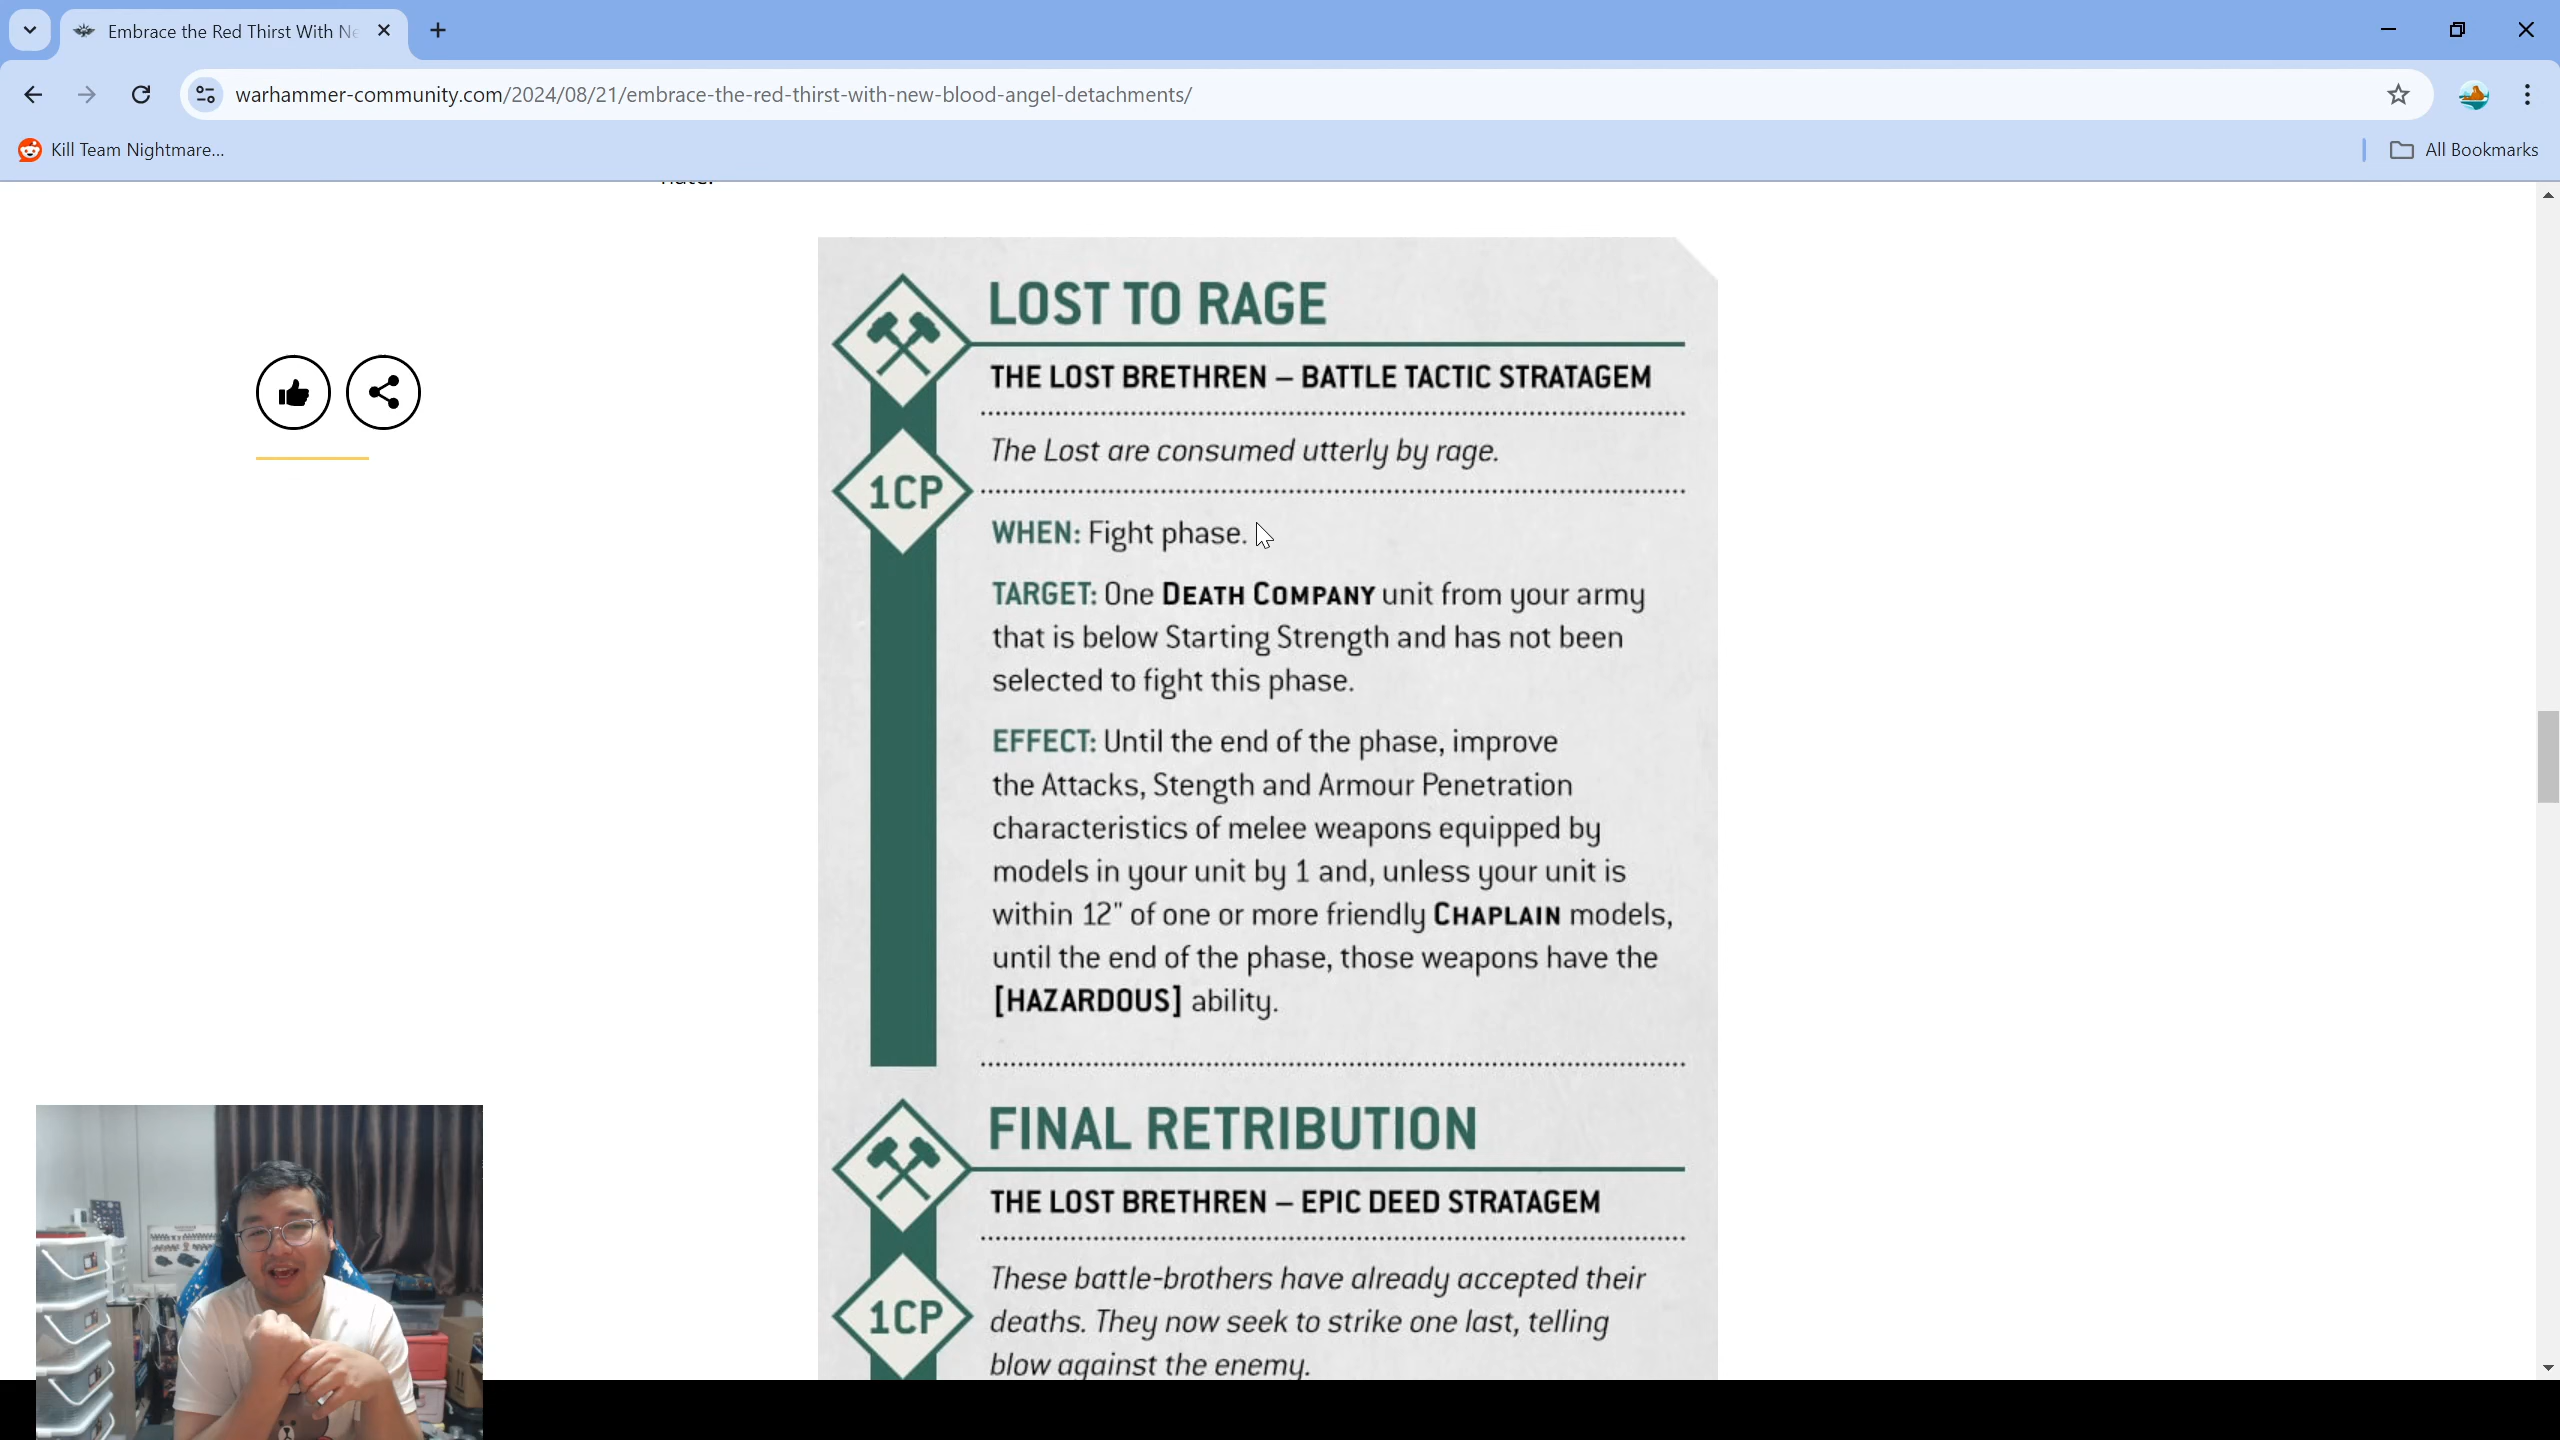 Embrace the Red Thirst With Ne
warhammer-community.com/2024/08/21/embrace-the-red-thirst-with-new-blood-angel-detachments/
Kill Team Nightmare...
All Bookmarks
LOST TO RAGE
THE LOST BRETHREN – BATTLE TACTIC STRATAGEM
The Lost are consumed utterly by rage.
1CP
WHEN: Fight phase.
TARGET: One DEATH COMPANY unit from your army
that is below Starting Strength and has not been
selected to fight this phase.
EFFECT: Until the end of the phase, improve
the Attacks, Stength and Armour Penetration
characteristics of melee weapons equipped by
models in your unit by 1 and, unless your unit is
within 12" of one or more friendly CHAPLAIN models,
until the end of the phase, those weapons have the
[HAZARDOUS] ability.
FINAL RETRIBUTION
THE LOST BRETHREN – EPIC DEED STRATAGEM
1CP
These battle-brothers have already accepted their
deaths. They now seek to strike one last, telling
blow against the enemy.